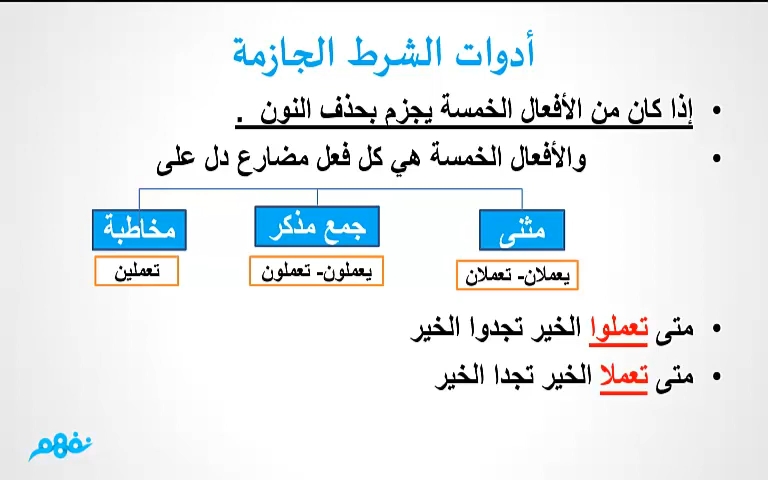 أدوات الشرط الجازمة
• إذا كان من الأفعال الخمسة يجزم بحذف النون .
• والأفعال الخمسة هي كل فعل مضارع دل على
مثنى جمع مذكر مخاطبة
يعملان- تعملان يعملون- تعملون تعملين
• متى تعملوا الخير تجدوا الخير
• متى تعملا الخير تجدا الخير
نفهم